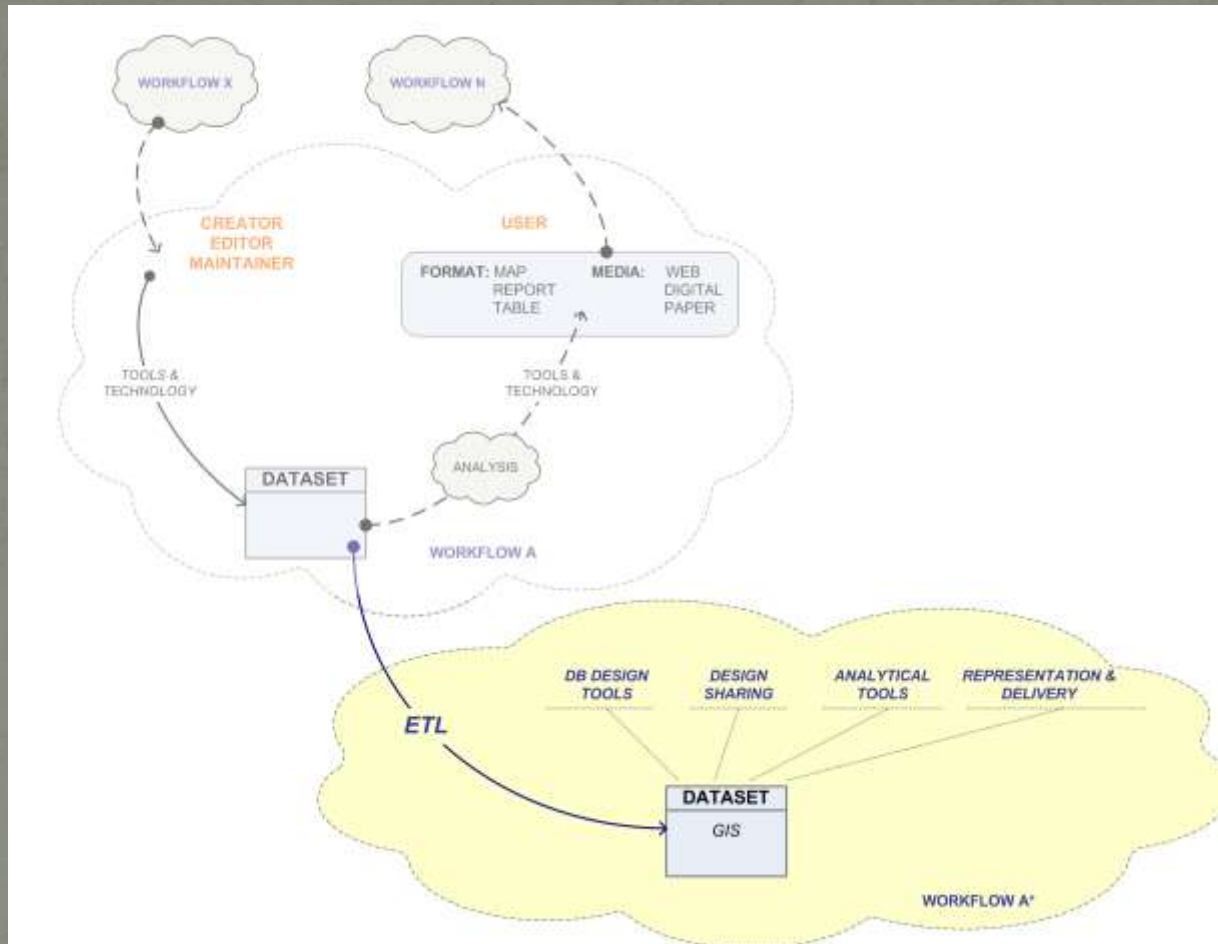 WORKFLOW X
WORKFLOW N
CREATOR
EDITOR
MAINTAINER
USER
FORMAT: MAP
REPORT
TABLE
MEDIA: WEB
DIGITAL
PAPER
TOOLS &
TECHNOLOGY
TOOLS &
TECHNOLOGY
ANALYSIS
DATASET
WORKFLOW A
ETL
DB DESIGN
TOOLS
DESIGN
SHARING
ANALYTICAL
TOOLS
REPRESENTATION &
DELIVERY
DATASET
GIS
WORKFLOW A*